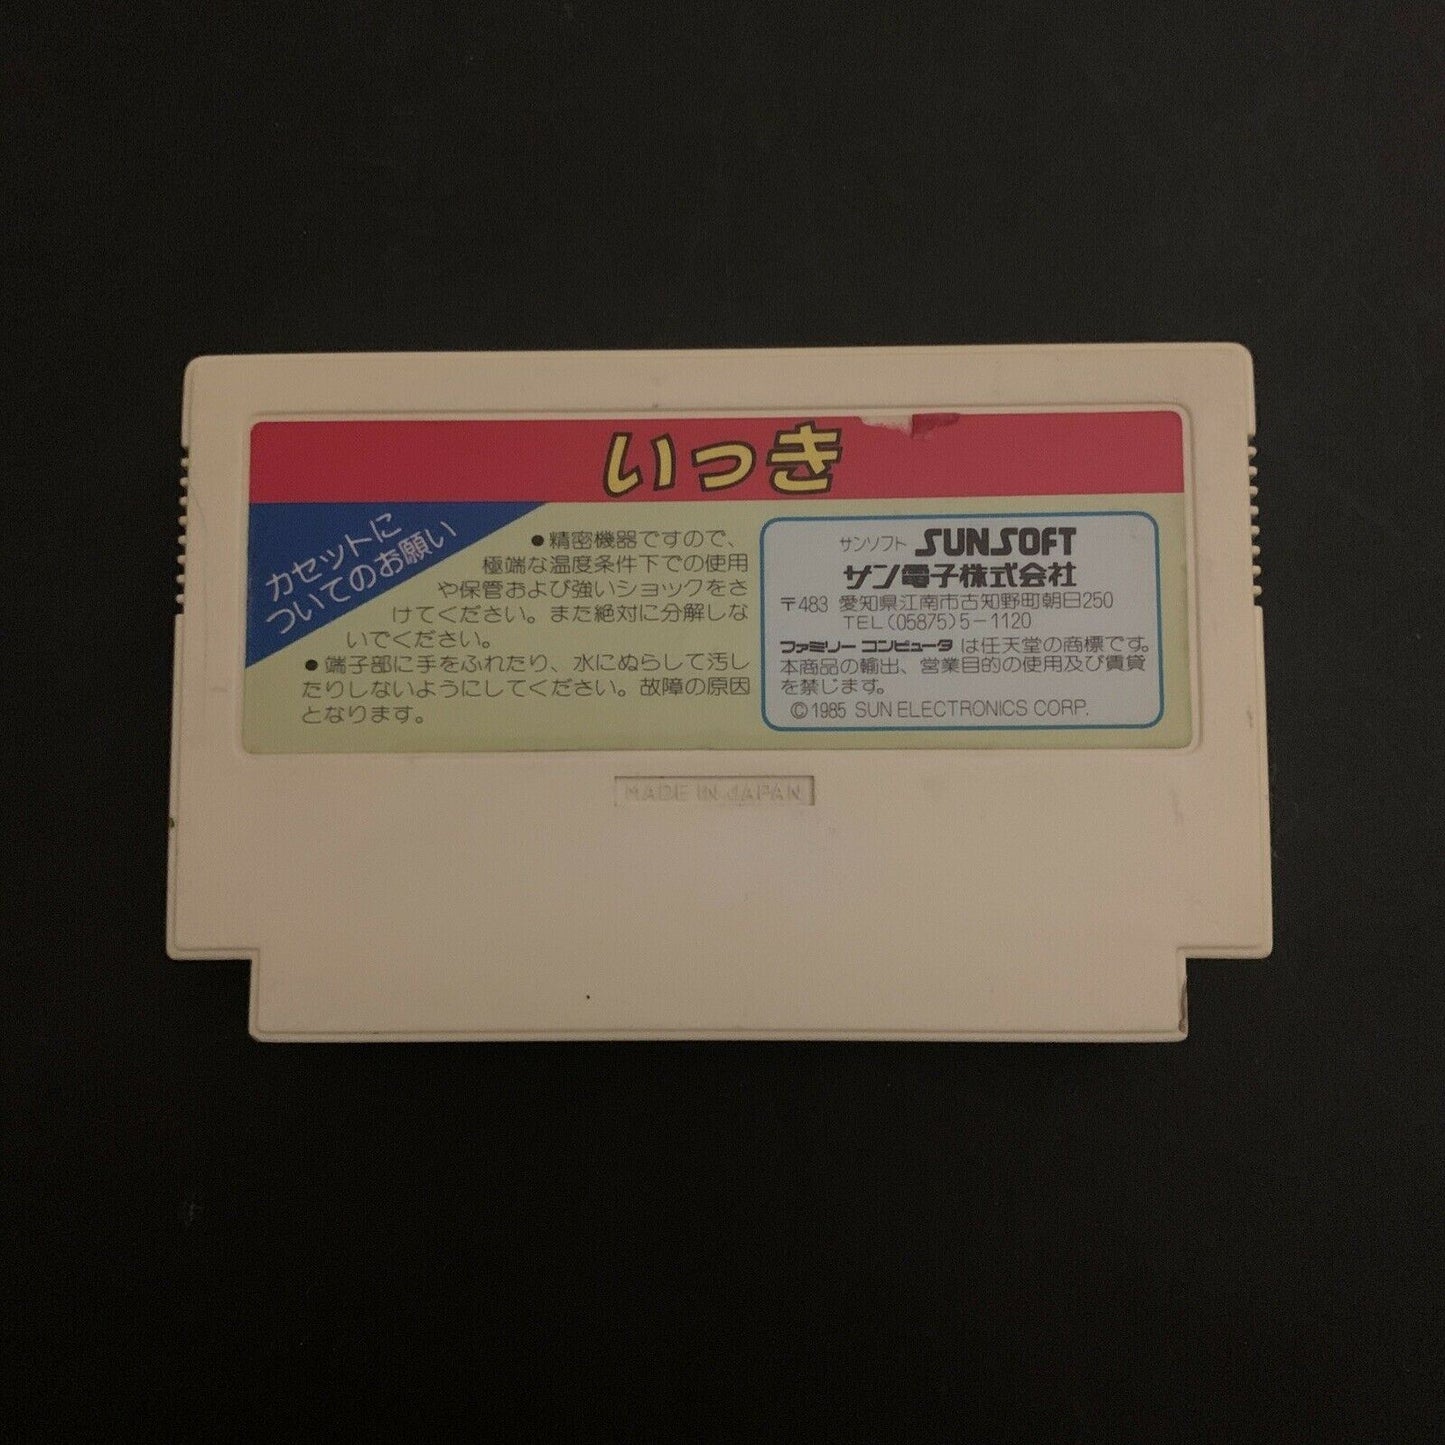 いっき
カセットに
ついてのお願い
●精密機器ですので、
極端な温度条件下での使用
や保管および強いショックをさ
けてください。また絶対に分解しな
いでください。
●端子部に手をふれたり、水にぬらして汚し
たりしないようにしてください。故障の原因
となります。
サンソフト SUNSOFT
サン電子株式会社
〒483 愛知県江南市古知野町朝日250
TEL(05875)5-1120
ファミリーコンピュータは任天堂の商標です。
本商品の輸出、営業目的の使用及び賃貸
を禁じます。
©1985 SUN ELECTRONICS CORP.
MADE IN JAPAN